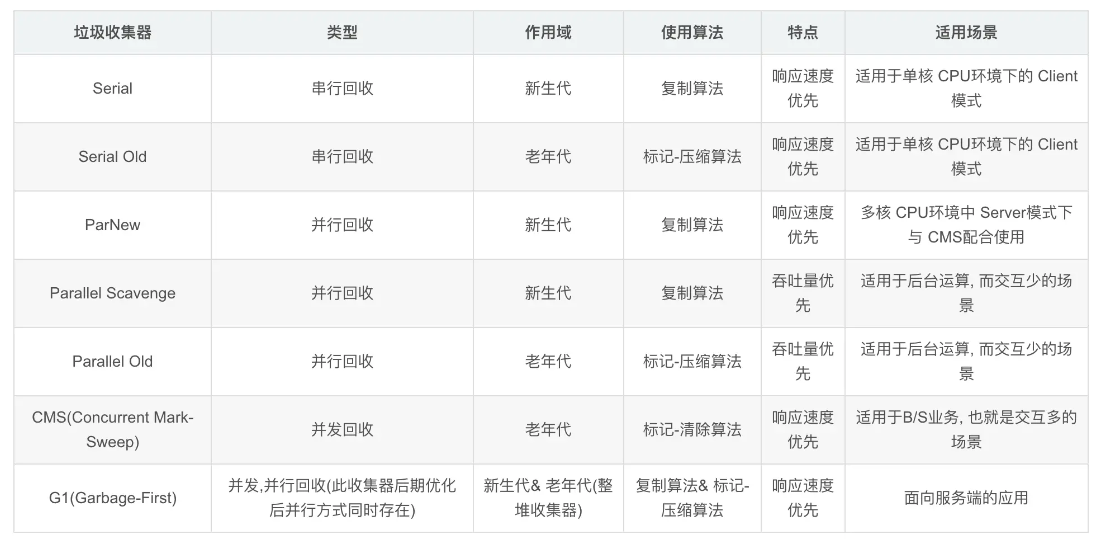 垃圾收集器 类型 作用域 使用算法 特点 适用场景
Serial 串行回收 新生代 复制算法 响应速度
优先 适用于单核 CPU环境下的 Client
模式
Serial Old 串行回收 老年代 标记-压缩算法 响应速度
优先 适用于单核 CPU环境下的 Client
模式
ParNew 并行回收 新生代 复制算法 响应速度
优先 多核 CPU环境中 Server模式下
与 CMS配合使用
Parallel Scavenge 并行回收 新生代 复制算法 吞吐量优
先 适用于后台运算, 而交互少的场
景
Parallel Old 并行回收 老年代 标记-压缩算法 吞吐量优
先 适用于后台运算, 而交互少的场
景
CMS(Concurrent Mark-
Sweep) 并发回收 老年代 标记-清除算法 响应速度
优先 适用于B/S业务, 也就是交互多的
场景
G1(Garbage-First) 并发,并行回收(此收集器后期优化
后并行方式同时存在) 新生代& 老年代(整
堆收集器) 复制算法& 标记-
压缩算法 响应速度
优先 面向服务端的应用